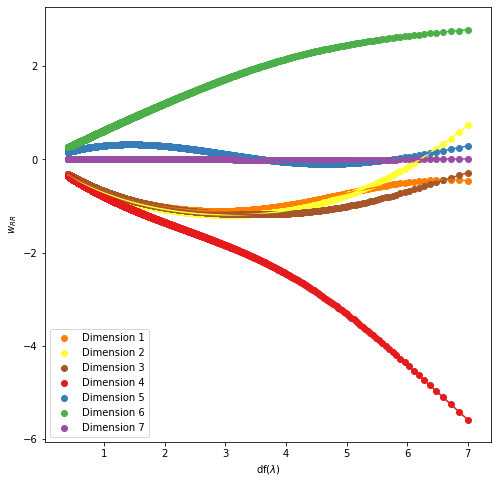 2
0
−2
−4
−6
w_RR
Dimension 1
Dimension 2
Dimension 3
Dimension 4
Dimension 5
Dimension 6
Dimension 7
1 2 3 4 5 6 7
df(λ)